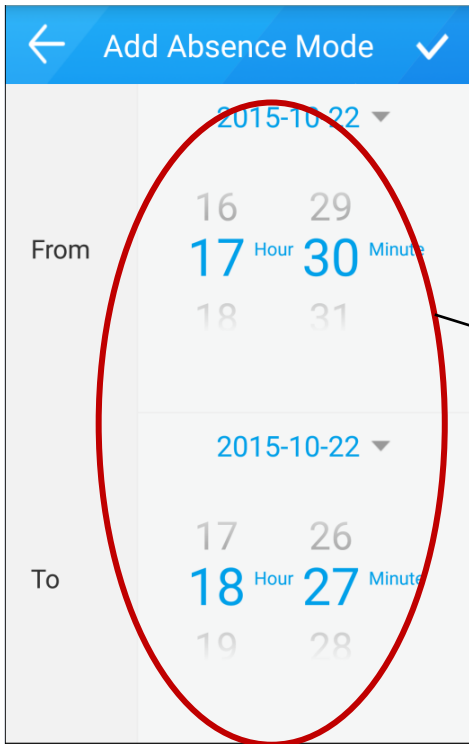 Add Absence Mode
2015-10-22
16 29
From 17 Hour 30 Minute
18 31
2015-10-22
17 26
To 18 Hour 27 Minute
19 28